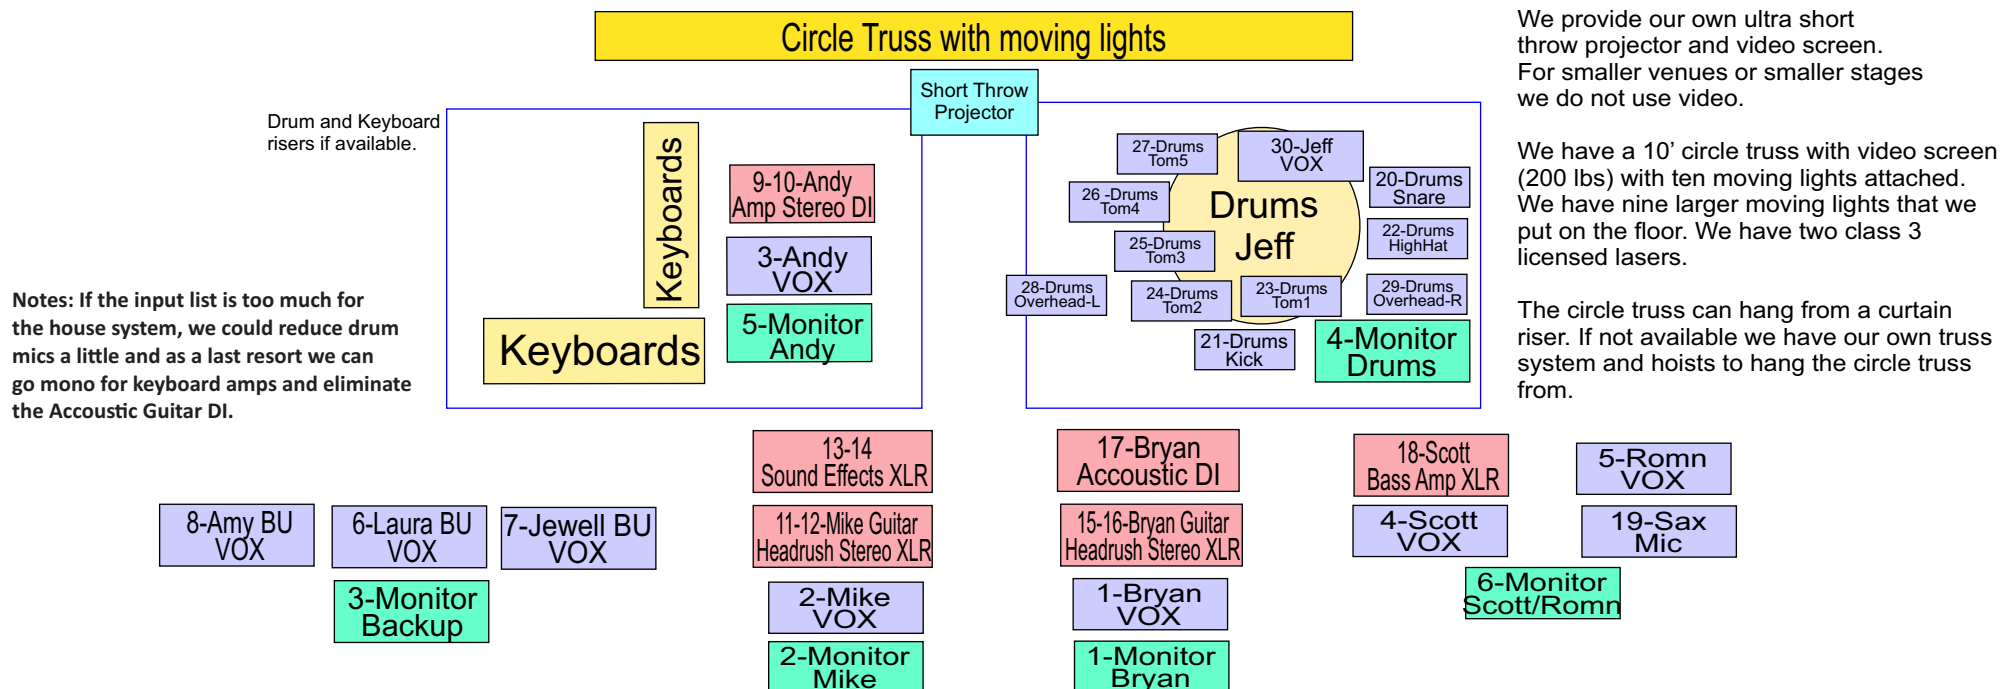 Circle Truss with moving lights
Short Throw
Projector
Drum and Keyboard
risers if available.
Keyboards
9-10-Andy
Amp Stereo DI
3-Andy
VOX
5-Monitor
Andy
Keyboards
27-Drums
Tom5
30-Jeff
VOX
26 -Drums
Tom4
20-Drums
Snare
Drums
Jeff
22-Drums
HighHat
25-Drums
Tom3
28-Drums
Overhead-L
24-Drums
Tom2
23-Drums
Tom1
29-Drums
Overhead-R
21-Drums
Kick
4-Monitor
Drums
We provide our own ultra short
throw projector and video screen.
For smaller venues or smaller stages
we do not use video.
We have a 10’ circle truss with video screen
(200 lbs) with ten moving lights attached.
We have nine larger moving lights that we
put on the floor. We have two class 3
licensed lasers.
The circle truss can hang from a curtain
riser. If not available we have our own truss
system and hoists to hang the circle truss
from.
Notes: If the input list is too much for
the house system, we could reduce drum
mics a little and as a last resort we can
go mono for keyboard amps and eliminate
the Accoustic Guitar DI.
13-14
Sound Effects XLR
17-Bryan
Accoustic DI
18-Scott
Bass Amp XLR
5-Romn
VOX
8-Amy BU
VOX
6-Laura BU
VOX
7-Jewell BU
VOX
11-12-Mike Guitar
Headrush Stereo XLR
15-16-Bryan Guitar
Headrush Stereo XLR
4-Scott
VOX
19-Sax
Mic
3-Monitor
Backup
2-Mike
VOX
1-Bryan
VOX
6-Monitor
Scott/Romn
2-Monitor
Mike
1-Monitor
Bryan